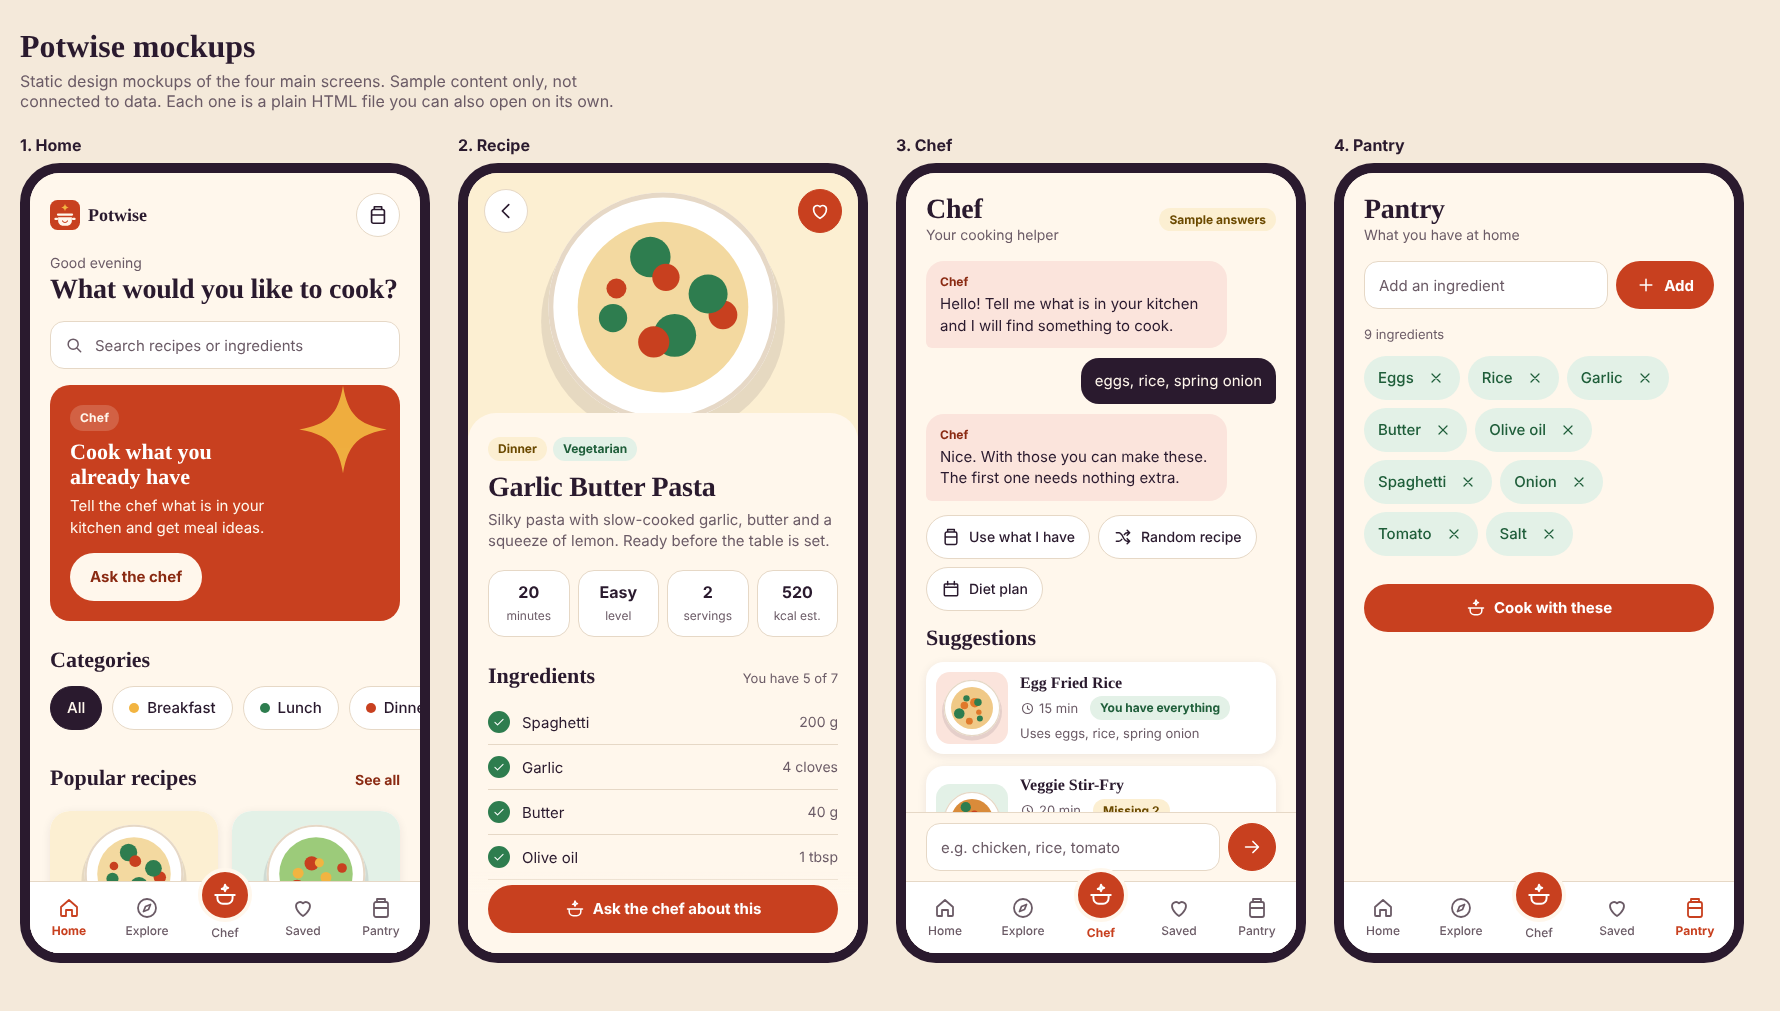 Potwise mockups
Static design mockups of the four main screens. Sample content only, not
connected to data. Each one is a plain HTML file you can also open on its own.
1. Home
Potwise
Good evening
What would you like to cook?
Search recipes or ingredients
Chef
Cook what you
already have
Tell the chef what is in your
kitchen and get meal ideas.
Ask the chef
Categories
All
Breakfast
Lunch
Dinne
Popular recipes
See all
Home
Explore
Chef
Saved
Pantry
2. Recipe
Dinner
Vegetarian
Garlic Butter Pasta
Silky pasta with slow-cooked garlic, butter and a
squeeze of lemon. Ready before the table is set.
20
minutes
Easy
level
2
servings
520
kcal est.
Ingredients
You have 5 of 7
Spaghetti
200 g
Garlic
4 cloves
Butter
40 g
Olive oil
1 tbsp
Ask the chef about this
3. Chef
Chef
Your cooking helper
Sample answers
Chef
Hello! Tell me what is in your kitchen
and I will find something to cook.
eggs, rice, spring onion
Chef
Nice. With those you can make these.
The first one needs nothing extra.
Use what I have
Random recipe
Diet plan
Suggestions
Egg Fried Rice
15 min
You have everything
Uses eggs, rice, spring onion
Veggie Stir-Fry
20 min
Missing 2
e.g. chicken, rice, tomato
Home
Explore
Chef
Saved
Pantry
4. Pantry
Pantry
What you have at home
Add an ingredient
Add
9 ingredients
Eggs
Rice
Garlic
Butter
Olive oil
Spaghetti
Onion
Tomato
Salt
Cook with these
Home
Explore
Chef
Saved
Pantry